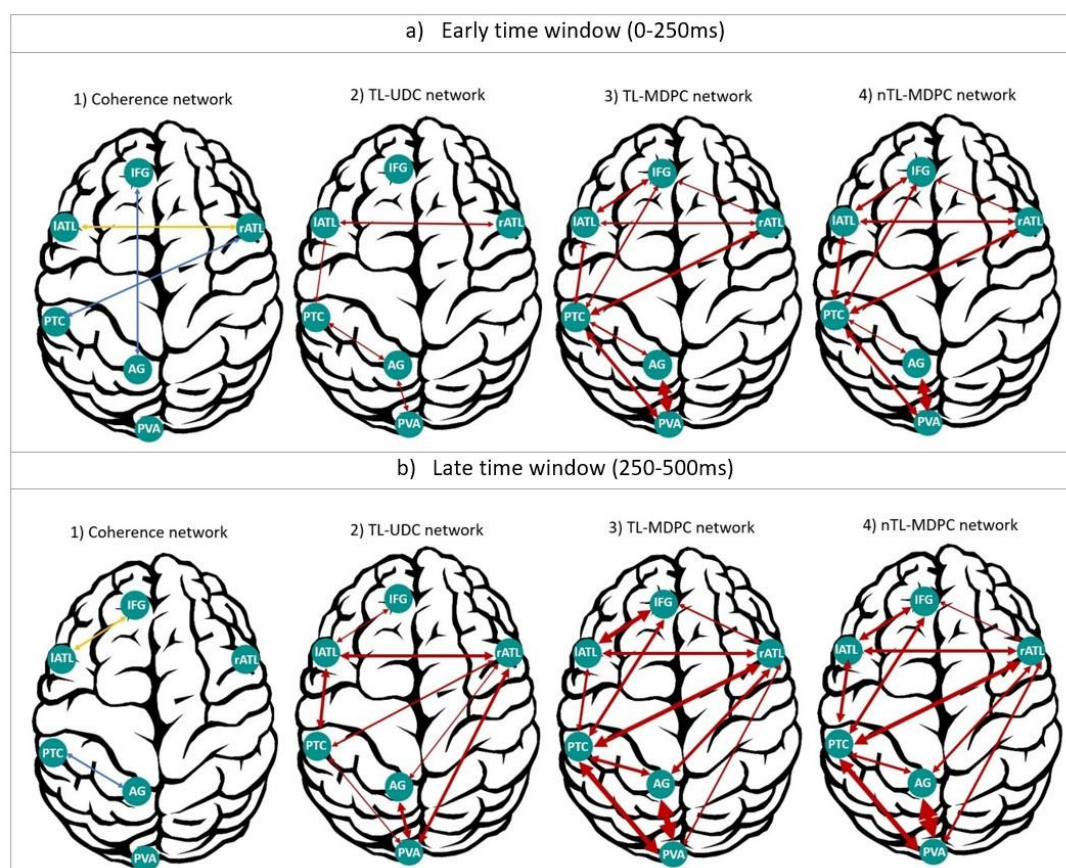 a) Early time window (0-250ms)
1) Coherence network
2) TL-UDC network
3) TL-MDPC network
4) nTL-MDPC network
IFG
lATL
rATL
PTC
AG
PVA
IFG
lATL
rATL
PTC
AG
PVA
IFG
lATL
rATL
PTC
AG
PVA
IFG
lATL
rATL
PTC
AG
PVA
b) Late time window (250-500ms)
1) Coherence network
2) TL-UDC network
3) TL-MDPC network
4) nTL-MDPC network
IFG
lATL
rATL
PTC
AG
PVA
IFG
lATL
rATL
PTC
AG
PVA
IFG
lATL
rATL
PTC
AG
PVA
IFG
lATL
rATL
PTC
AG
PVA